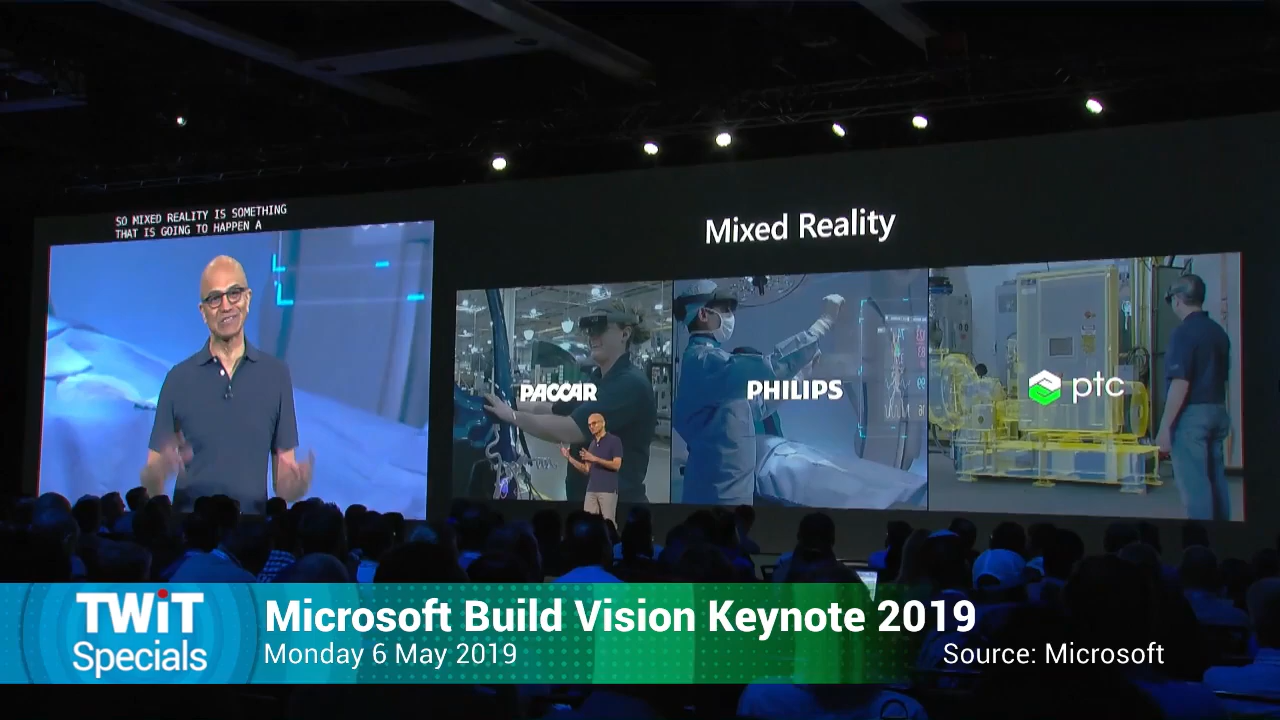 SO MIXED REALITY IS SOMETHING
THAT IS GOING TO HAPPEN A
Mixed Reality
PACCAR
PHILIPS
ptc
TWiT
Specials
Microsoft Build Vision Keynote 2019
Monday 6 May 2019
Source: Microsoft